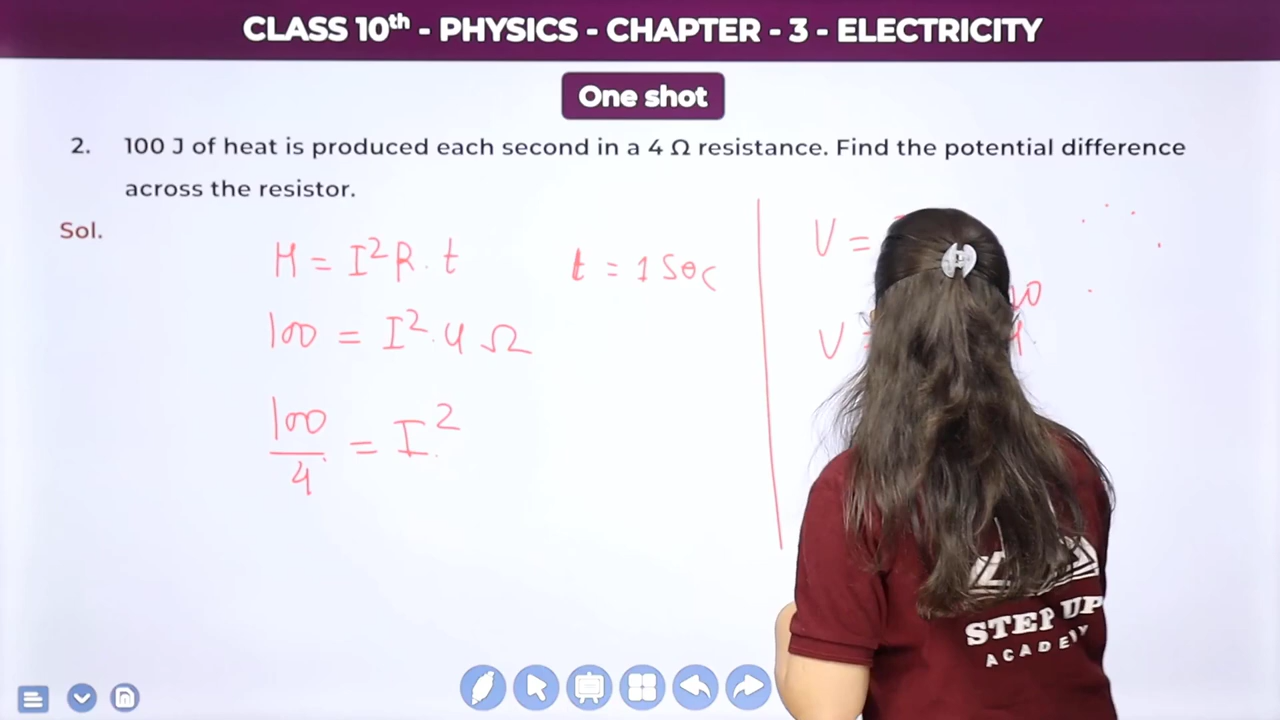 CLASS 10th - PHYSICS - CHAPTER - 3 - ELECTRICITY
One shot
2. 100 J of heat is produced each second in a 4 Ω resistance. Find the potential difference
across the resistor.
Sol.
H = I²R.t
t = 1 Sec
100 = I².4 Ω
100/4 = I²
V =
V =
STEP UP
ACADEMY